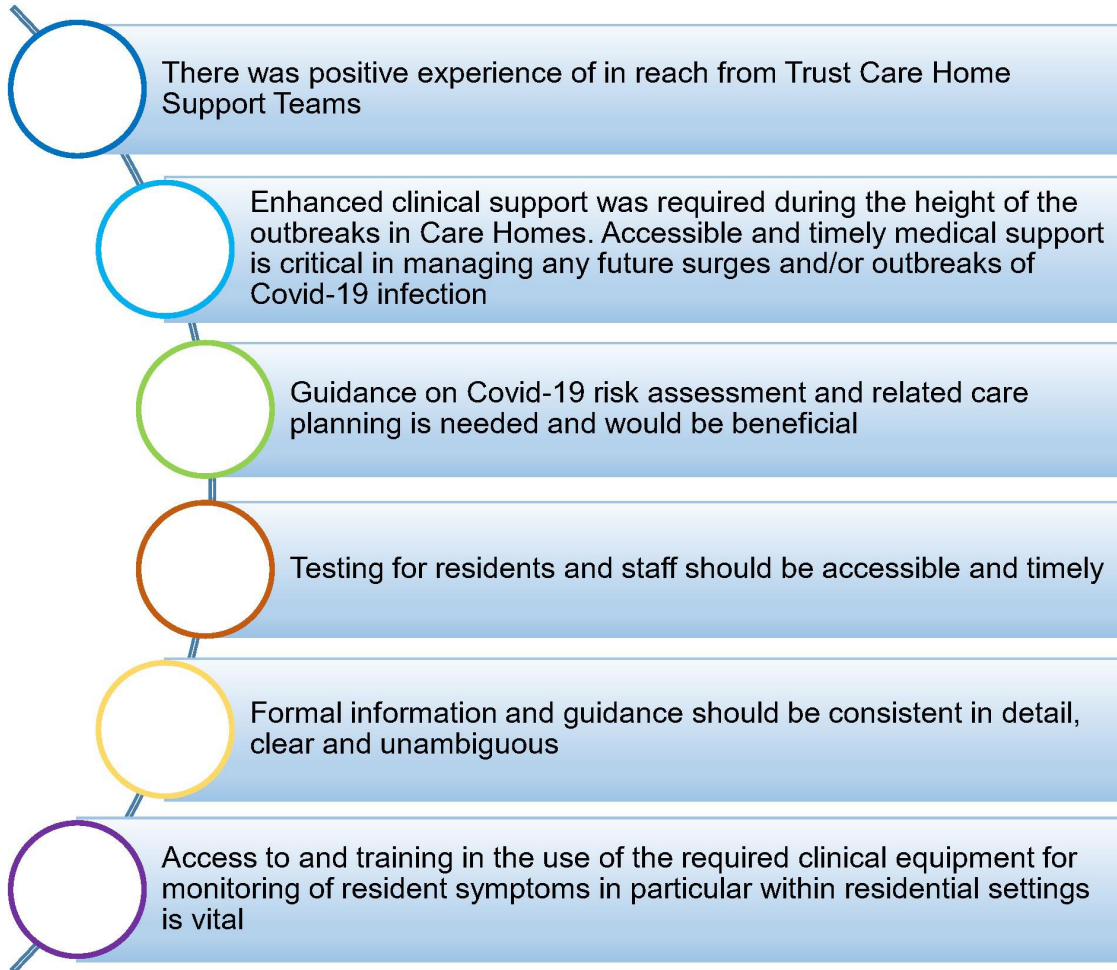 There was positive experience of in reach from Trust Care Home
Support Teams
Enhanced clinical support was required during the height of the
outbreaks in Care Homes. Accessible and timely medical support
is critical in managing any future surges and/or outbreaks of
Covid-19 infection
Guidance on Covid-19 risk assessment and related care
planning is needed and would be beneficial
Testing for residents and staff should be accessible and timely
Formal information and guidance should be consistent in detail,
clear and unambiguous
Access to and training in the use of the required clinical equipment for
monitoring of resident symptoms in particular within residential settings
is vital